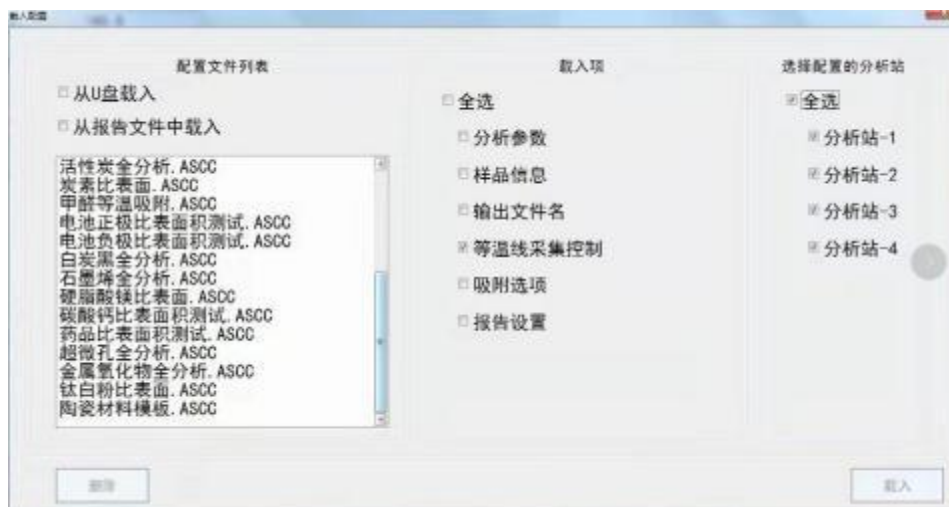 载入配置
配置文件列表
从U盘载入
从报告文件中载入
活性炭全分析.ASCC
炭素比表面.ASCC
甲醛等温吸附.ASCC
电池正极比表面积测试.ASCC
电池负极比表面积测试.ASCC
白炭黑全分析.ASCC
石墨烯全分析.ASCC
硬脂酸镁比表面.ASCC
碳酸钙比表面积测试.ASCC
药品比表面积测试.ASCC
超微孔全分析.ASCC
金属氧化物全分析.ASCC
钛白粉比表面.ASCC
陶瓷材料模板.ASCC
删除
载入项
全选
分析参数
样品信息
输出文件名
等温线采集控制
吸附选项
报告设置
选择配置的分析站
全选
分析站-1
分析站-2
分析站-3
分析站-4
载入